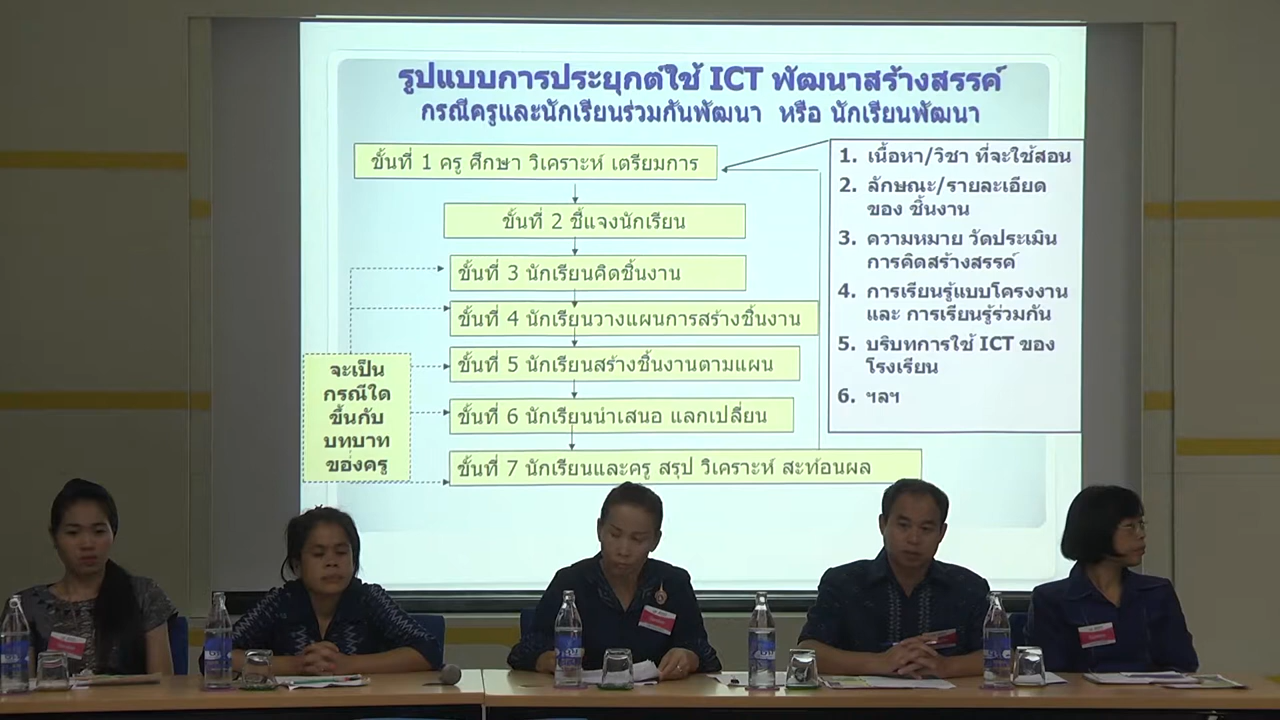 รูปแบบการประยุกต์ใช้ ICT พัฒนาสร้างสรรค์
กรณีครูและนักเรียนร่วมกันพัฒนา หรือ นักเรียนพัฒนา
ขั้นที่ 1 ครู ศึกษา วิเคราะห์ เตรียมการ
ขั้นที่ 2 ชี้แจงนักเรียน
ขั้นที่ 3 นักเรียนคิดชิ้นงาน
ขั้นที่ 4 นักเรียนวางแผนการสร้างชิ้นงาน
ขั้นที่ 5 นักเรียนสร้างชิ้นงานตามแผน
ขั้นที่ 6 นักเรียนนำเสนอ แลกเปลี่ยน
ขั้นที่ 7 นักเรียนและครู สรุป วิเคราะห์ สะท้อนผล
จะเป็น
กรณีใด
ขึ้นกับ
บทบาท
ของครู
1. เนื้อหา/วิชา ที่จะใช้สอน
2. ลักษณะ/รายละเอียด
ของ ชิ้นงาน
3. ความหมาย วัดประเมิน
การคิดสร้างสรรค์
4. การเรียนรู้แบบโครงงาน
และ การเรียนรู้ร่วมกัน
5. บริบทการใช้ ICT ของ
โรงเรียน
6. ฯลฯ